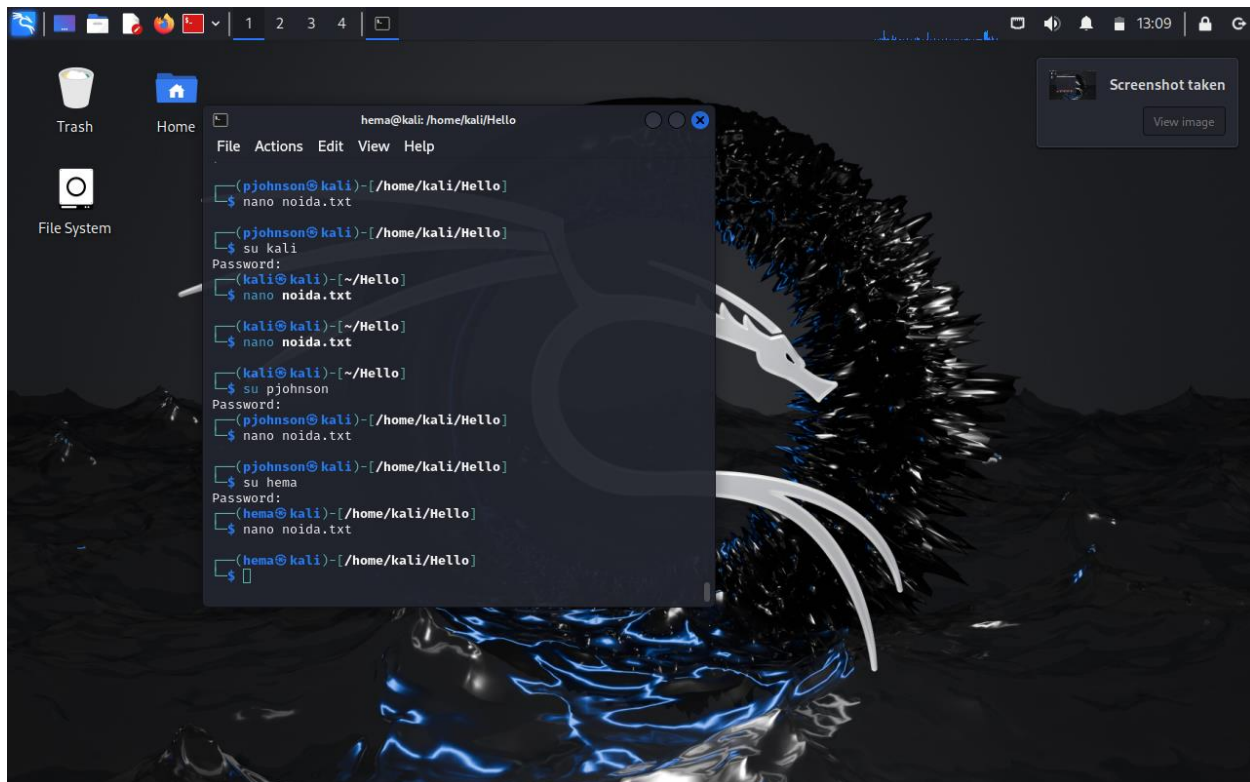 1 2 3 4
13:09
Screenshot taken
View image
Trash
Home
File System
hema@kali: /home/kali/Hello
File Actions Edit View Help
┌──(pjohnson㉿kali)-[/home/kali/Hello]
└─$ nano noida.txt
┌──(pjohnson㉿kali)-[/home/kali/Hello]
└─$ su kali
Password:
┌──(kali㉿kali)-[~/Hello]
└─$ nano noida.txt
┌──(kali㉿kali)-[~/Hello]
└─$ nano noida.txt
┌──(kali㉿kali)-[~/Hello]
└─$ su pjohnson
Password:
┌──(pjohnson㉿kali)-[/home/kali/Hello]
└─$ nano noida.txt
┌──(pjohnson㉿kali)-[/home/kali/Hello]
└─$ su hema
Password:
┌──(hema㉿kali)-[/home/kali/Hello]
└─$ nano noida.txt
┌──(hema㉿kali)-[/home/kali/Hello]
└─$